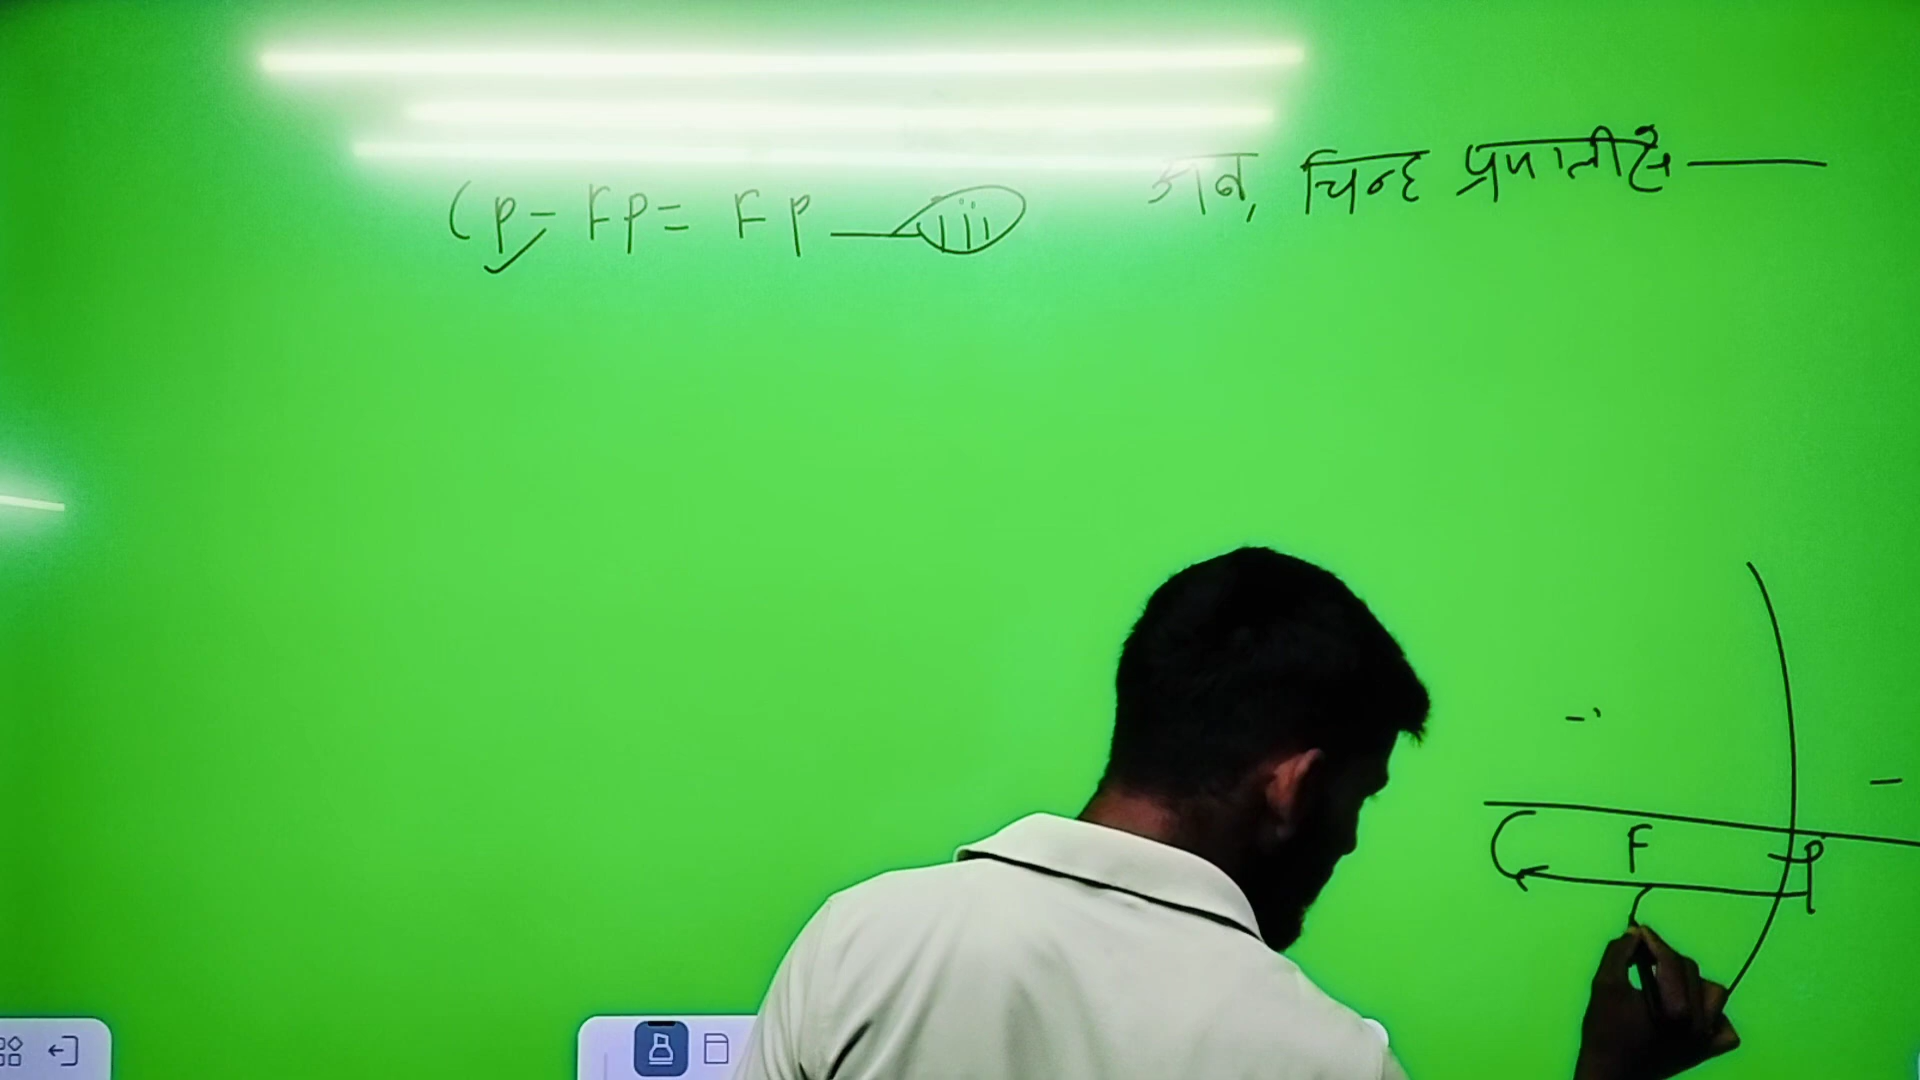 CP - FP = FP — iii
अब, चिन्ह प्रणाली से —
-
-
C F P